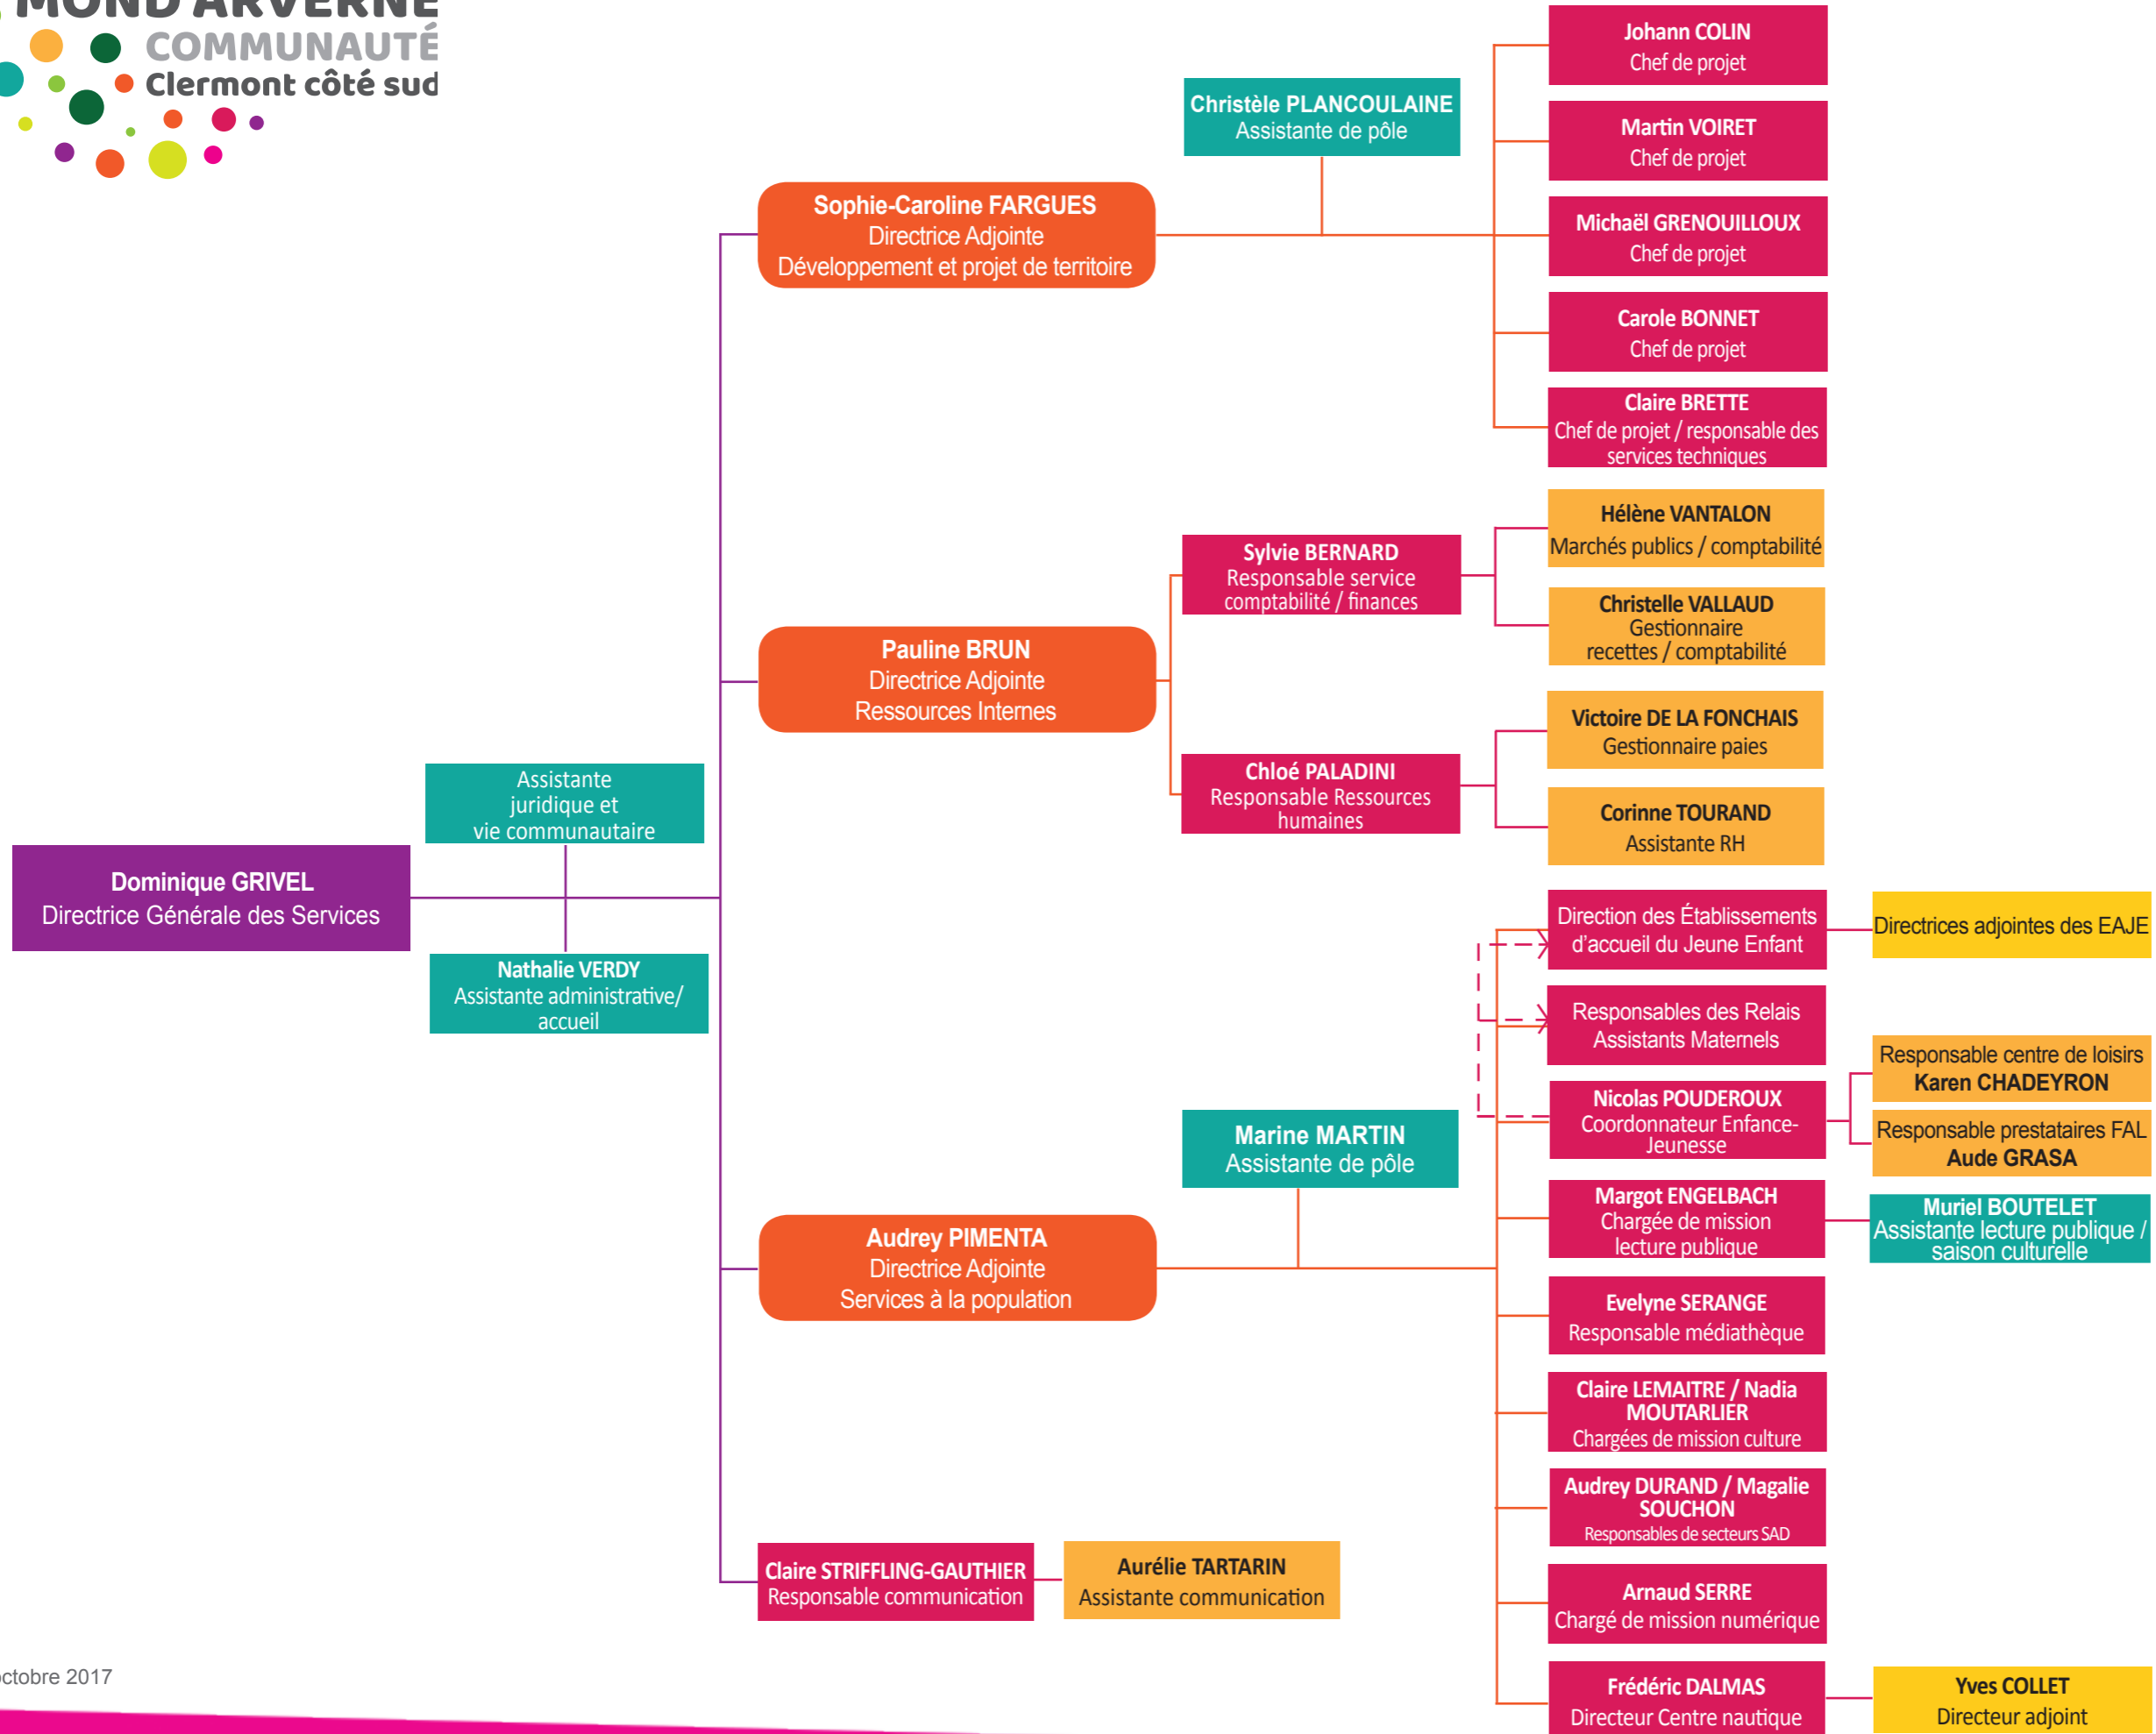 MOND'ARVERNE
COMMUNAUTÉ
Clermont côté sud
Johann COLIN
Chef de projet
Christèle PLANCOULAINE
Assistante de pôle
Martin VOIRET
Chef de projet
Sophie-Caroline FARGUES
Directrice Adjointe
Développement et projet de territoire
Michaël GRENOUILLOUX
Chef de projet
Carole BONNET
Chef de projet
Claire BRETTE
Chef de projet / responsable des
services techniques
Pauline BRUN
Directrice Adjointe
Ressources Internes
Sylvie BERNARD
Responsable service
comptabilité / finances
Hélène VANTALON
Marchés publics / comptabilité
Christelle VALLAUD
Gestionnaire
recettes / comptabilité
Chloé PALADINI
Responsable Ressources
humaines
Victoire DE LA FONCHAIS
Gestionnaire paies
Corinne TOURAND
Assistante RH
Assistante
juridique et
vie communautaire
Dominique GRIVEL
Directrice Générale des Services
Nathalie VERDY
Assistante administrative/
accueil
Direction des Établissements
d'accueil du Jeune Enfant
Directrices adjointes des EAJE
Responsables des Relais
Assistants Maternels
Nicolas POUDEROUX
Coordonnateur Enfance-
Jeunesse
Responsable centre de loisirs
Karen CHADEYRON
Responsable prestataires FAL
Aude GRASA
Marine MARTIN
Assistante de pôle
Audrey PIMENTA
Directrice Adjointe
Services à la population
Margot ENGELBACH
Chargée de mission
lecture publique
Muriel BOUTELET
Assistante lecture publique /
saison culturelle
Evelyne SERANGE
Responsable médiathèque
Claire LEMAITRE / Nadia
MOUTARLIER
Chargées de mission culture
Audrey DURAND / Magalie
SOUCHON
Responsables de secteurs SAD
Claire STRIFFLING-GAUTHIER
Responsable communication
Aurélie TARTARIN
Assistante communication
Arnaud SERRE
Chargé de mission numérique
Frédéric DALMAS
Directeur Centre nautique
Yves COLLET
Directeur adjoint
octobre 2017